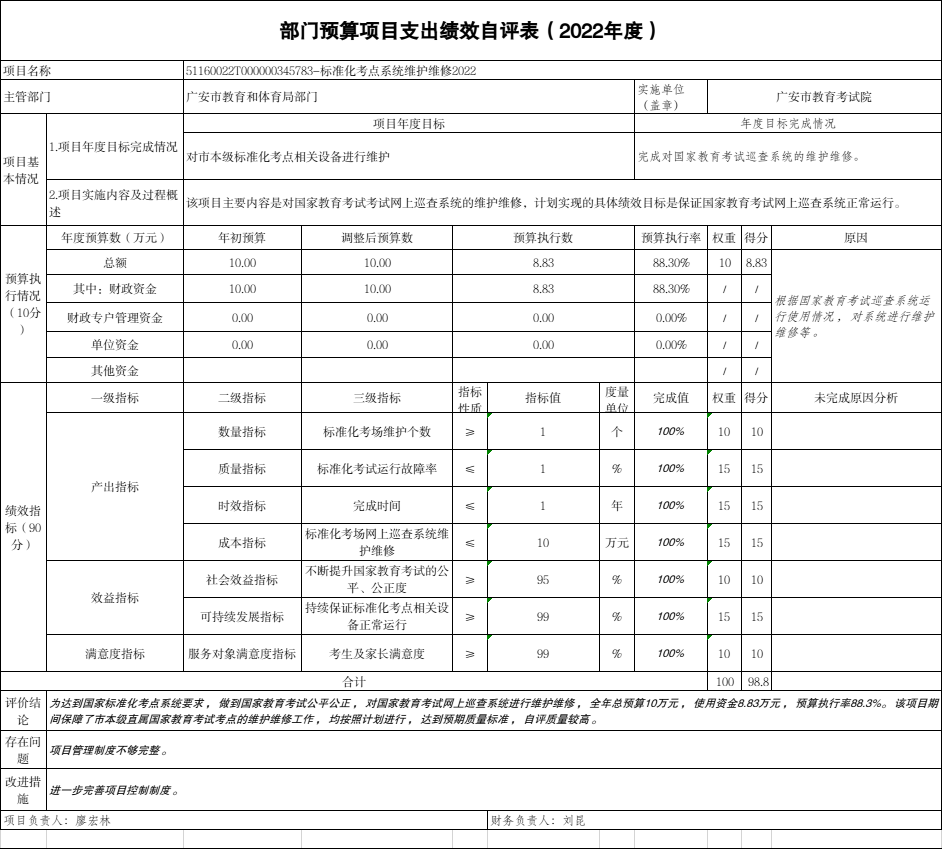 部门预算项目支出绩效自评表（2022年度）
项目名称 51160022T000000345783-标准化考点系统维护维修2022
主管部门 广安市教育和体育局部门 实施单位（盖章） 广安市教育考试院
项目基本情况 1.项目年度目标完成情况 项目年度目标 年度目标完成情况
对市本级标准化考点相关设备进行维护 完成对国家教育考试巡查系统的维护维修。
2.项目实施内容及过程概述 该项目主要内容是对国家教育考试考试网上巡查系统的维护维修，计划实现的具体绩效目标是保证国家教育考试网上巡查系统正常运行。
预算执行情况（10分） 年度预算数（万元） 年初预算 调整后预算数 预算执行数 预算执行率 权重 得分 原因
总额 10.00 10.00 8.83 88.30% 10 8.83 根据国家教育考试巡查系统运行使用情况，对系统进行维护维修等。
其中：财政资金 10.00 10.00 8.83 88.30% / /
财政专户管理资金 0.00 0.00 0.00 0.00% / /
单位资金 0.00 0.00 0.00 0.00% / /
其他资金 / /
绩效指标（90分） 一级指标 二级指标 三级指标 指标性质 指标值 度量单位 完成值 权重 得分 未完成原因分析
产出指标 数量指标 标准化考场维护个数 ≥ 1 个 100% 10 10
质量指标 标准化考试运行故障率 ≤ 1 % 100% 15 15
时效指标 完成时间 ≤ 1 年 100% 15 15
成本指标 标准化考场网上巡查系统维护维修 ≤ 10 万元 100% 15 15
效益指标 社会效益指标 不断提升国家教育考试的公平、公正度 ≥ 95 % 100% 10 10
可持续发展指标 持续保证标准化考点相关设备正常运行 ≥ 99 % 100% 15 15
满意度指标 服务对象满意度指标 考生及家长满意度 ≥ 99 % 100% 10 10
合计 100 98.8
评价结论 为达到国家标准化考点系统要求，做到国家教育考试公平公正，对国家教育考试网上巡查系统进行维护维修，全年总预算10万元，使用资金8.83万元，预算执行率88.3%。该项目期间保障了市本级直属国家教育考试考点的维护维修工作，均按照计划进行，达到预期质量标准，自评质量较高。
存在问题 项目管理制度不够完整。
改进措施 进一步完善项目控制制度。
项目负责人：廖宏林 财务负责人：刘昆